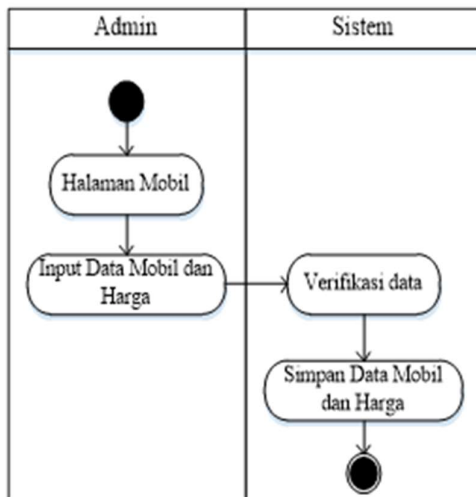 Admin
Sistem
Halaman Mobil
Input Data Mobil dan
Harga
Verifikasi data
Simpan Data Mobil
dan Harga